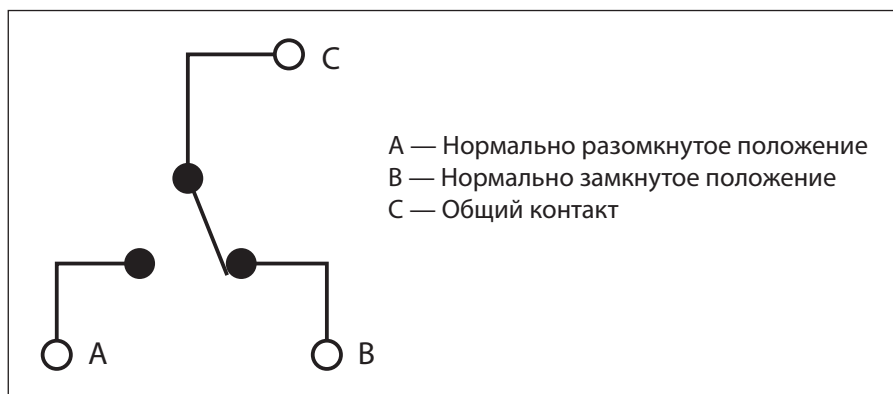 C
А — Нормально разомкнутое положение
В — Нормально замкнутое положение
С — Общий контакт
A
B